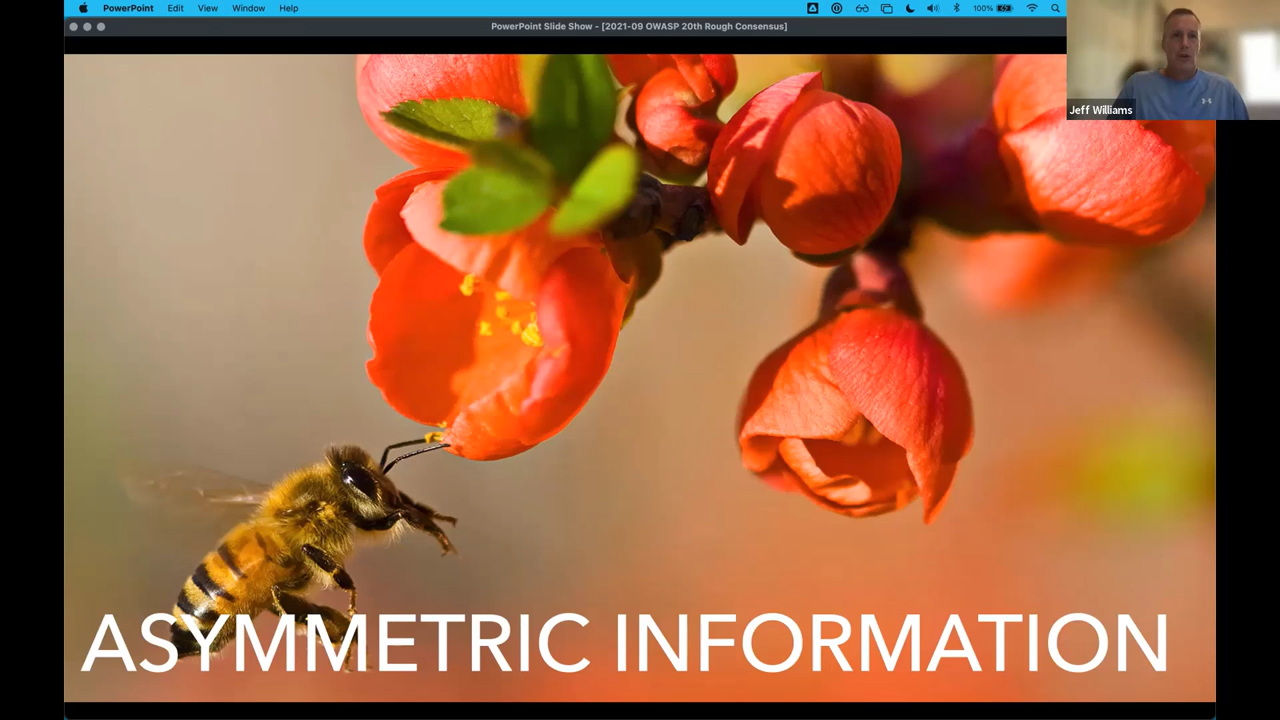 PowerPoint Edit View Window Help 100%
PowerPoint Slide Show - [2021-09 OWASP 20th Rough Consensus]
Jeff Williams
ASYMMETRIC INFORMATION